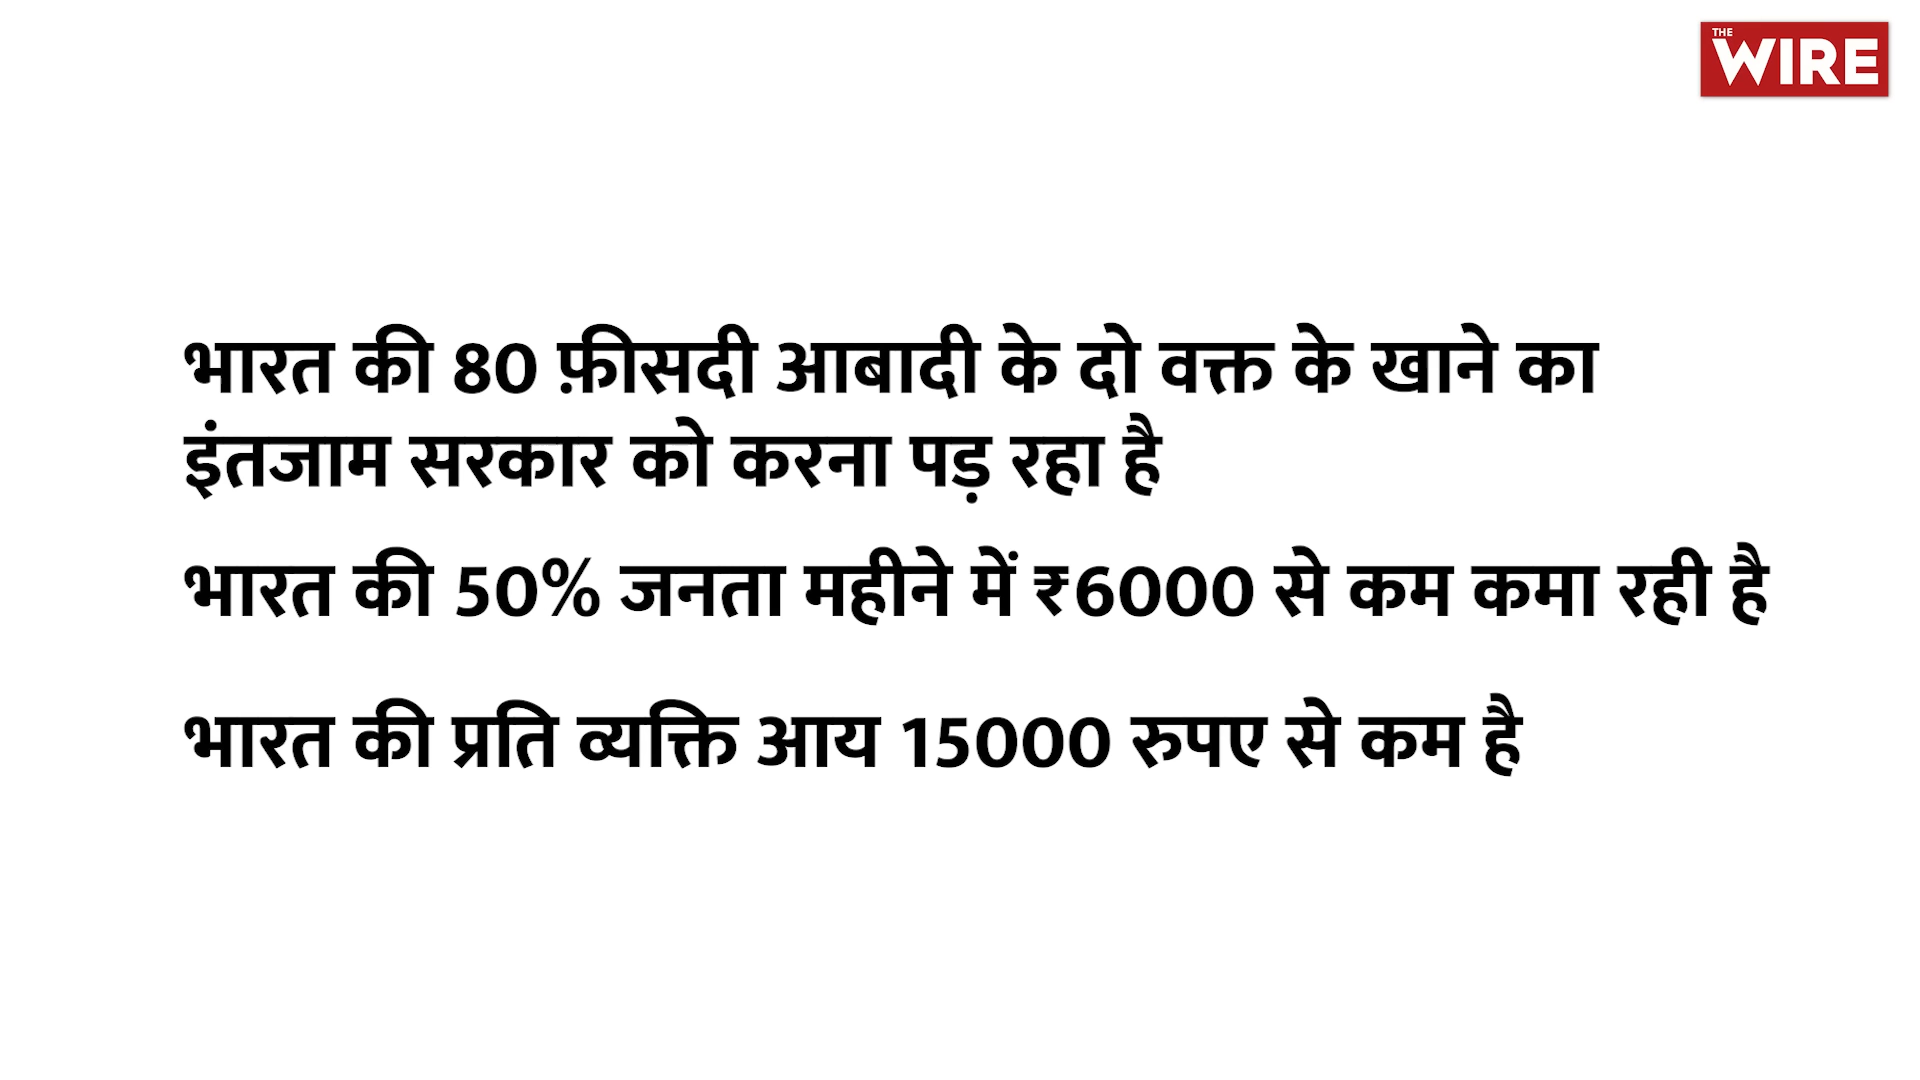 THE
WIRE
भारत की 80 फ़ीसदी आबादी के दो वक्त के खाने का
इंतजाम सरकार को करना पड़ रहा है
भारत की 50% जनता महीने में ₹6000 से कम कमा रही है
भारत की प्रति व्यक्ति आय 15000 रुपए से कम है